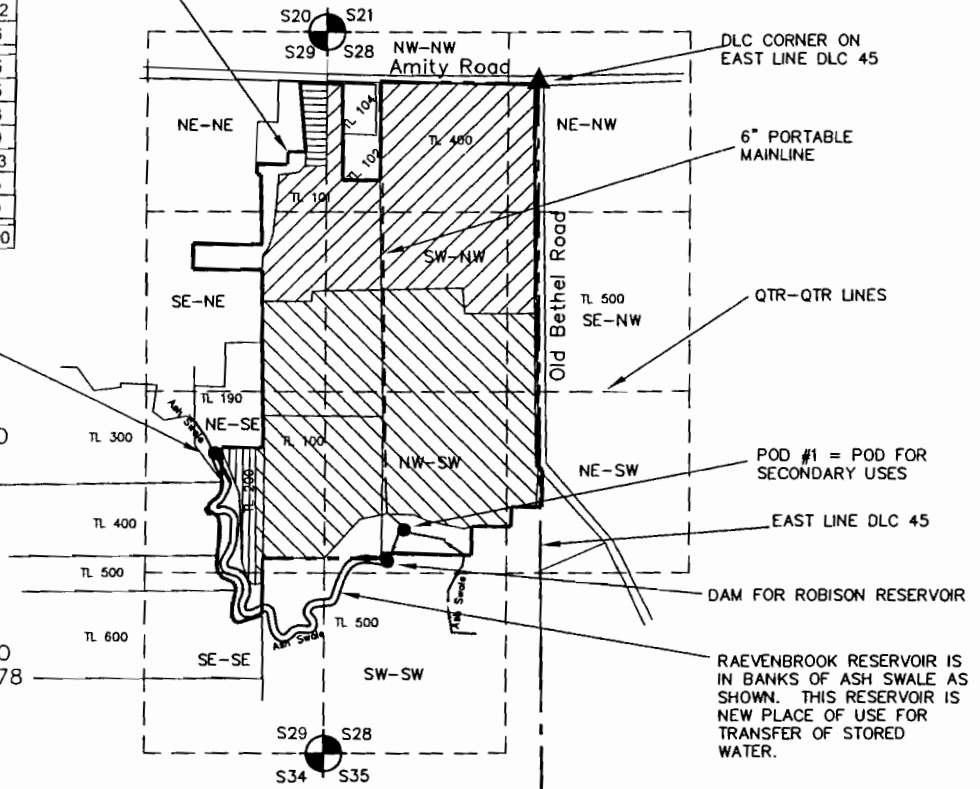 S20 S21
S29 S28
NW-NW
Amity Road
DLC CORNER ON
EAST LINE DLC 45
NE-NE
TL 104
TL 102
TL 400
NE-NW
6" PORTABLE
MAINLINE
TL 101
SW-NW
Old Bethel Road
SE-NE
TL 500
SE-NW
QTR-QTR LINES
TL 190
Ash Swale
NE-SE
TL 300
TL 100
NW-SW
NE-SW
POD #1 = POD FOR
SECONDARY USES
TL 200
TL 400
EAST LINE DLC 45
TL 500
DAM FOR ROBISON RESERVOIR
Ash Swale
TL 500
TL 600
Ash Swale
SE-SE
SW-SW
78
RAEVENBROOK RESERVOIR IS
IN BANKS OF ASH SWALE AS
SHOWN. THIS RESERVOIR IS
NEW PLACE OF USE FOR
TRANSFER OF STORED
WATER.
S29 S28
S34 S35